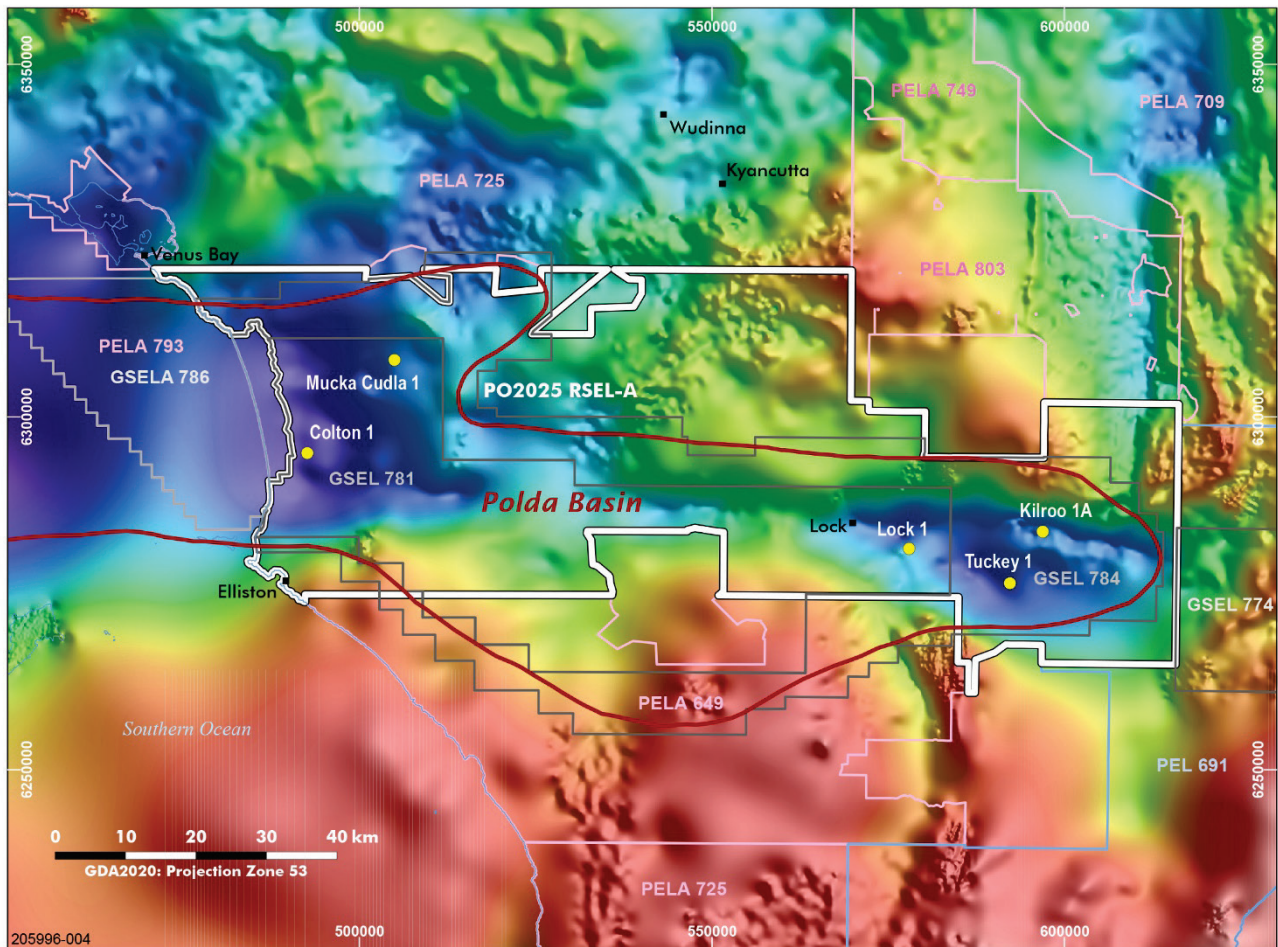 500000
550000
600000
6350000
6350000
PELA 749
PELA 709
Wudinna
Kyancutta
PELA 725
Venus Bay
PELA 803
PELA 793
GSELA 786
Mucka Cudla 1
PO2025 RSEL-A
6300000
6300000
Colton 1
GSEL 781
Polda Basin
Lock
Lock 1
Kilroo 1A
Tuckey 1
GSEL 784
Elliston
GSEL 774
PELA 649
Southern Ocean
6250000
6250000
PEL 691
0 10 20 30 40 km
GDA2020: Projection Zone 53
PELA 725
205996-004
500000
550000
600000